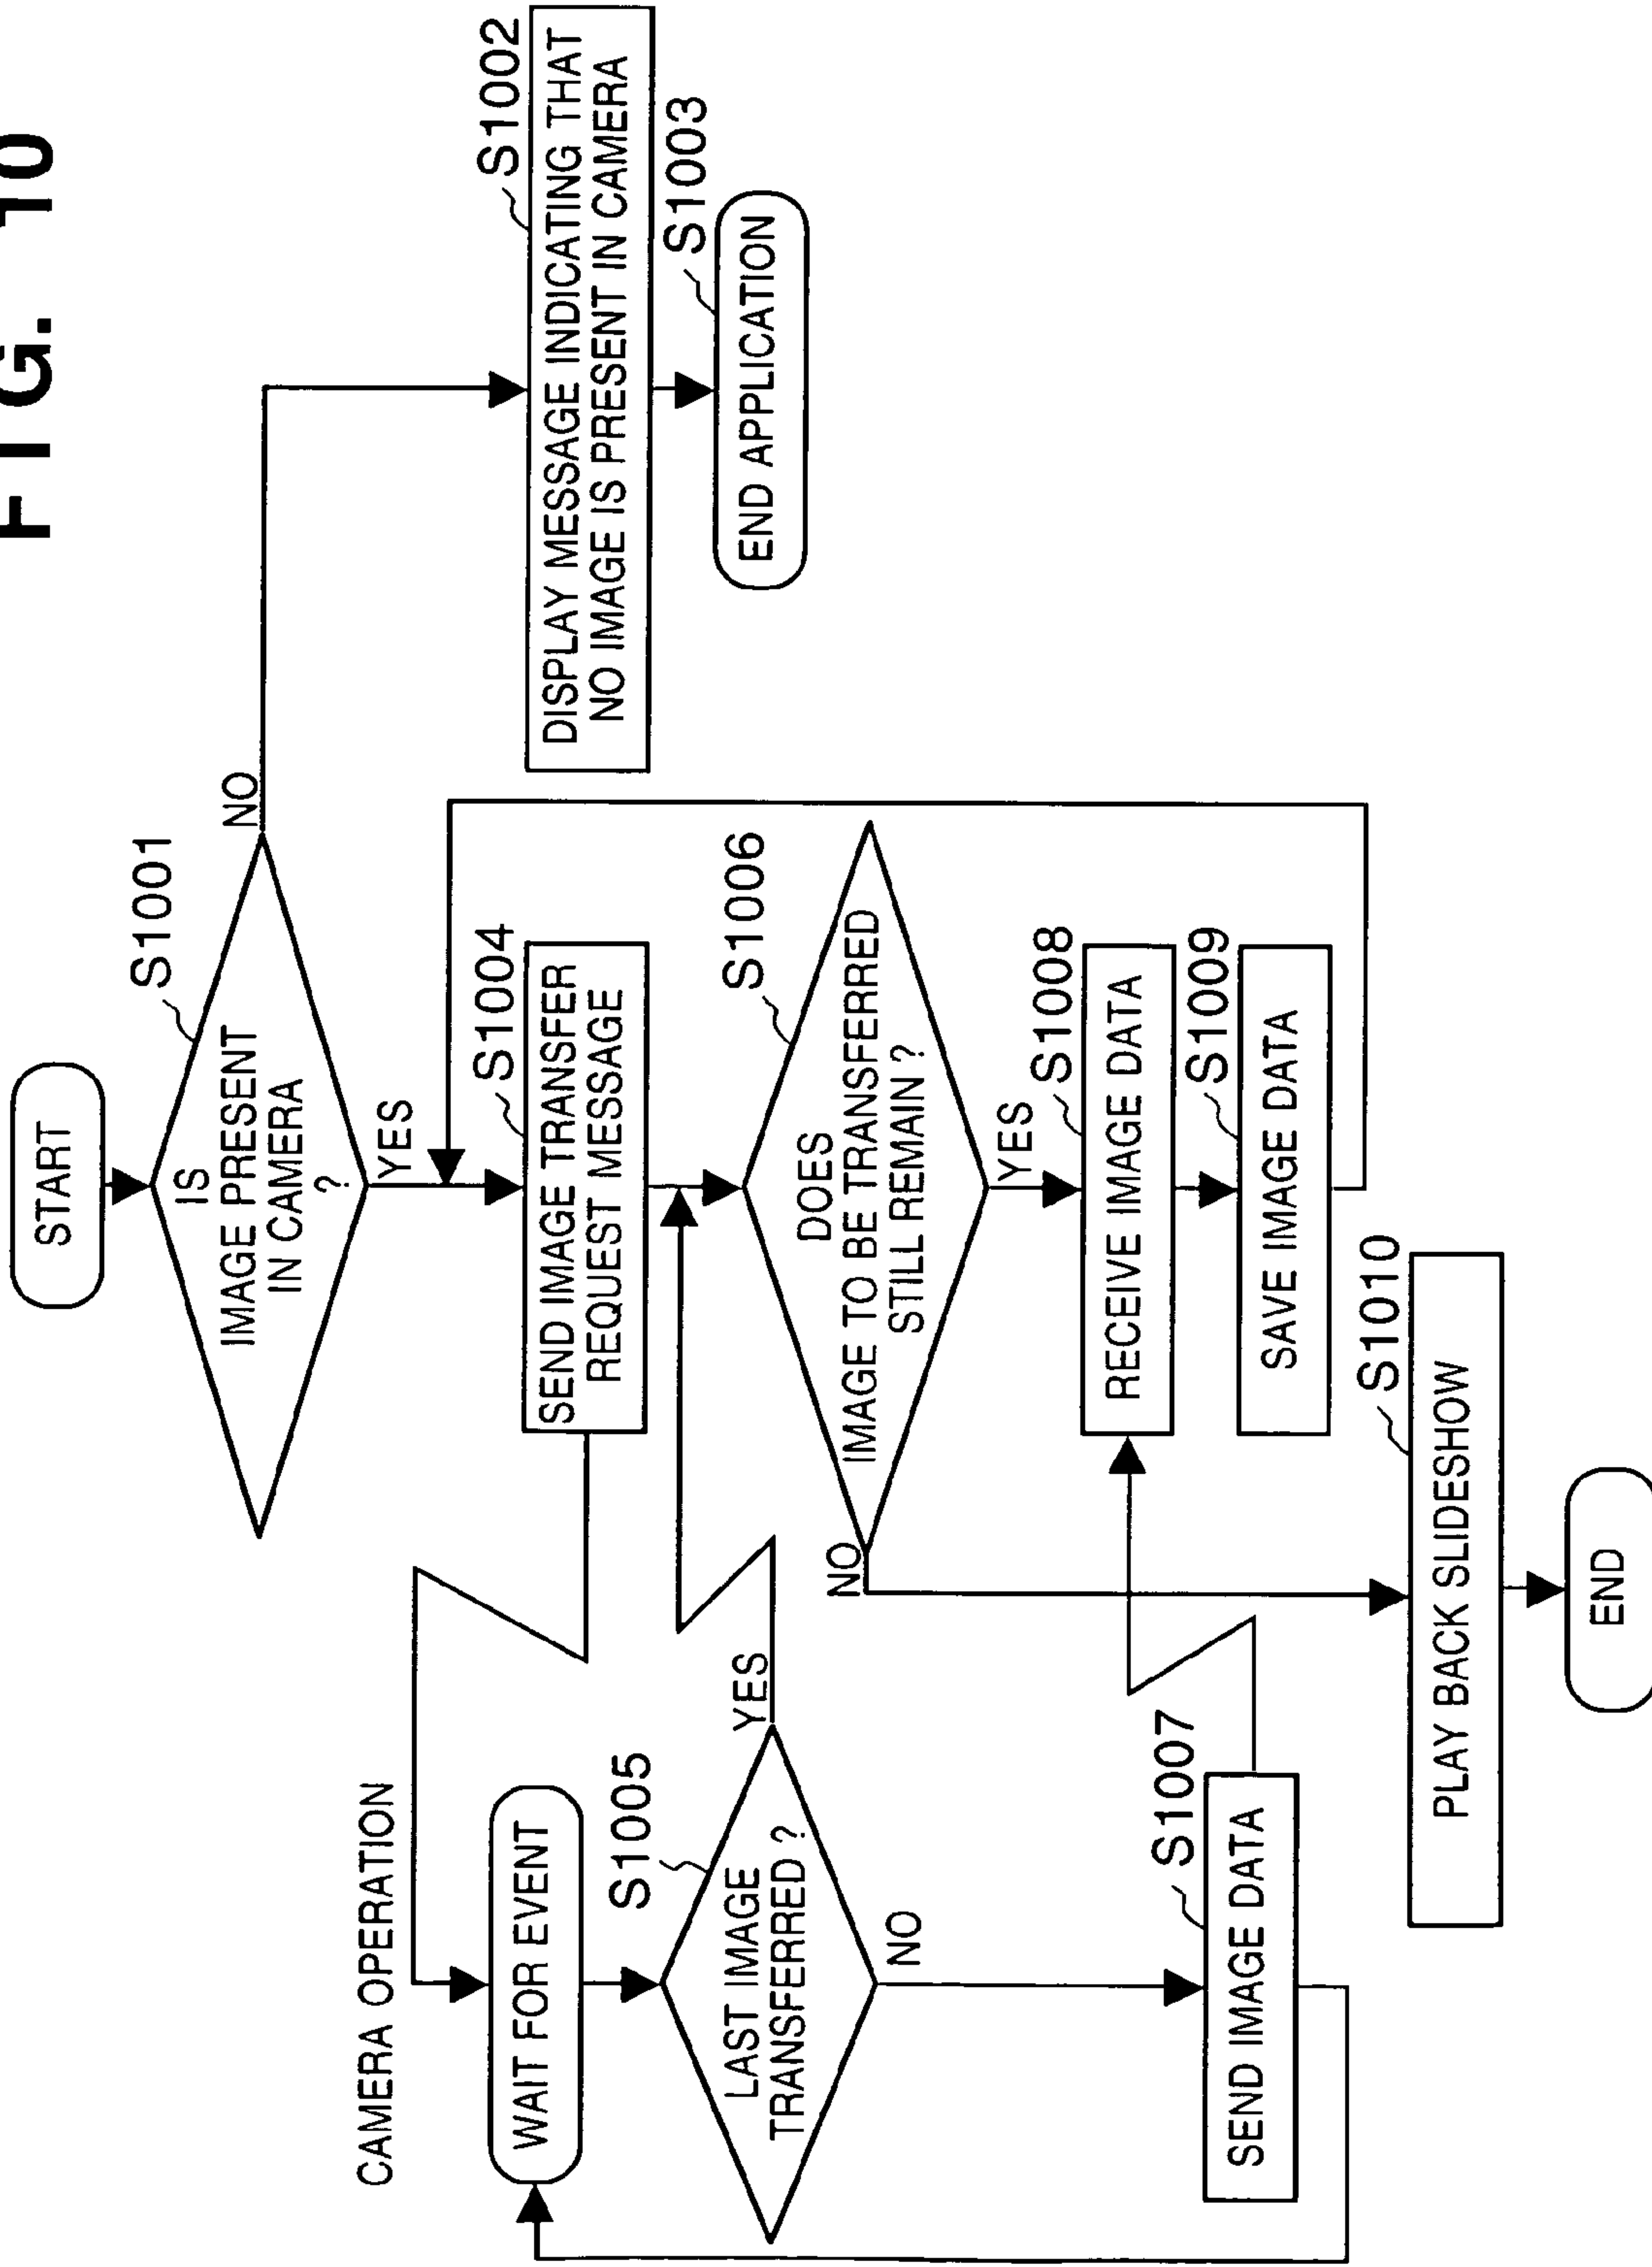 FIG. 10
START
S1001
IS
IMAGE PRESENT
IN CAMERA
?
NO
YES
S1002
DISPLAY MESSAGE INDICATING THAT
NO IMAGE IS PRESENT IN CAMERA
S1003
END APPLICATION
S1004
SEND IMAGE TRANSFER
REQUEST MESSAGE
CAMERA OPERATION
WAIT FOR EVENT
S1005
LAST IMAGE
TRANSFERRED ?
YES
NO
S1006
DOES
IMAGE TO BE TRANSFERRED
STILL REMAIN ?
NO
YES
S1007
SEND IMAGE DATA
S1008
RECEIVE IMAGE DATA
S1009
SAVE IMAGE DATA
S1010
PLAY BACK SLIDESHOW
END